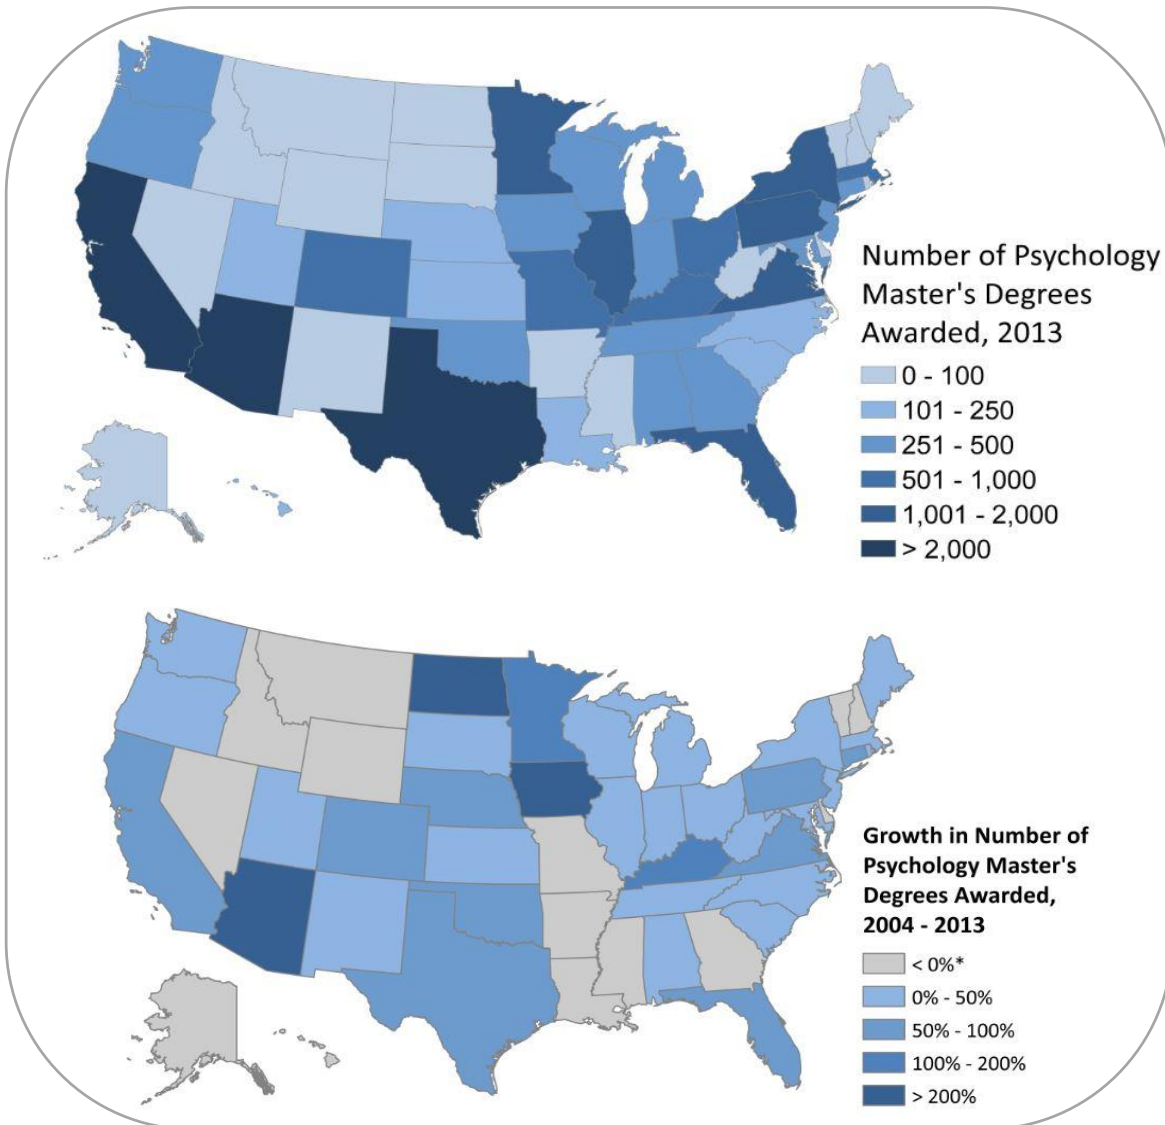 Number of Psychology
Master's Degrees
Awarded, 2013
0 - 100
101 - 250
251 - 500
501 - 1,000
1,001 - 2,000
> 2,000
Growth in Number of
Psychology Master's
Degrees Awarded,
2004 - 2013
< 0%*
0% - 50%
50% - 100%
100% - 200%
> 200%